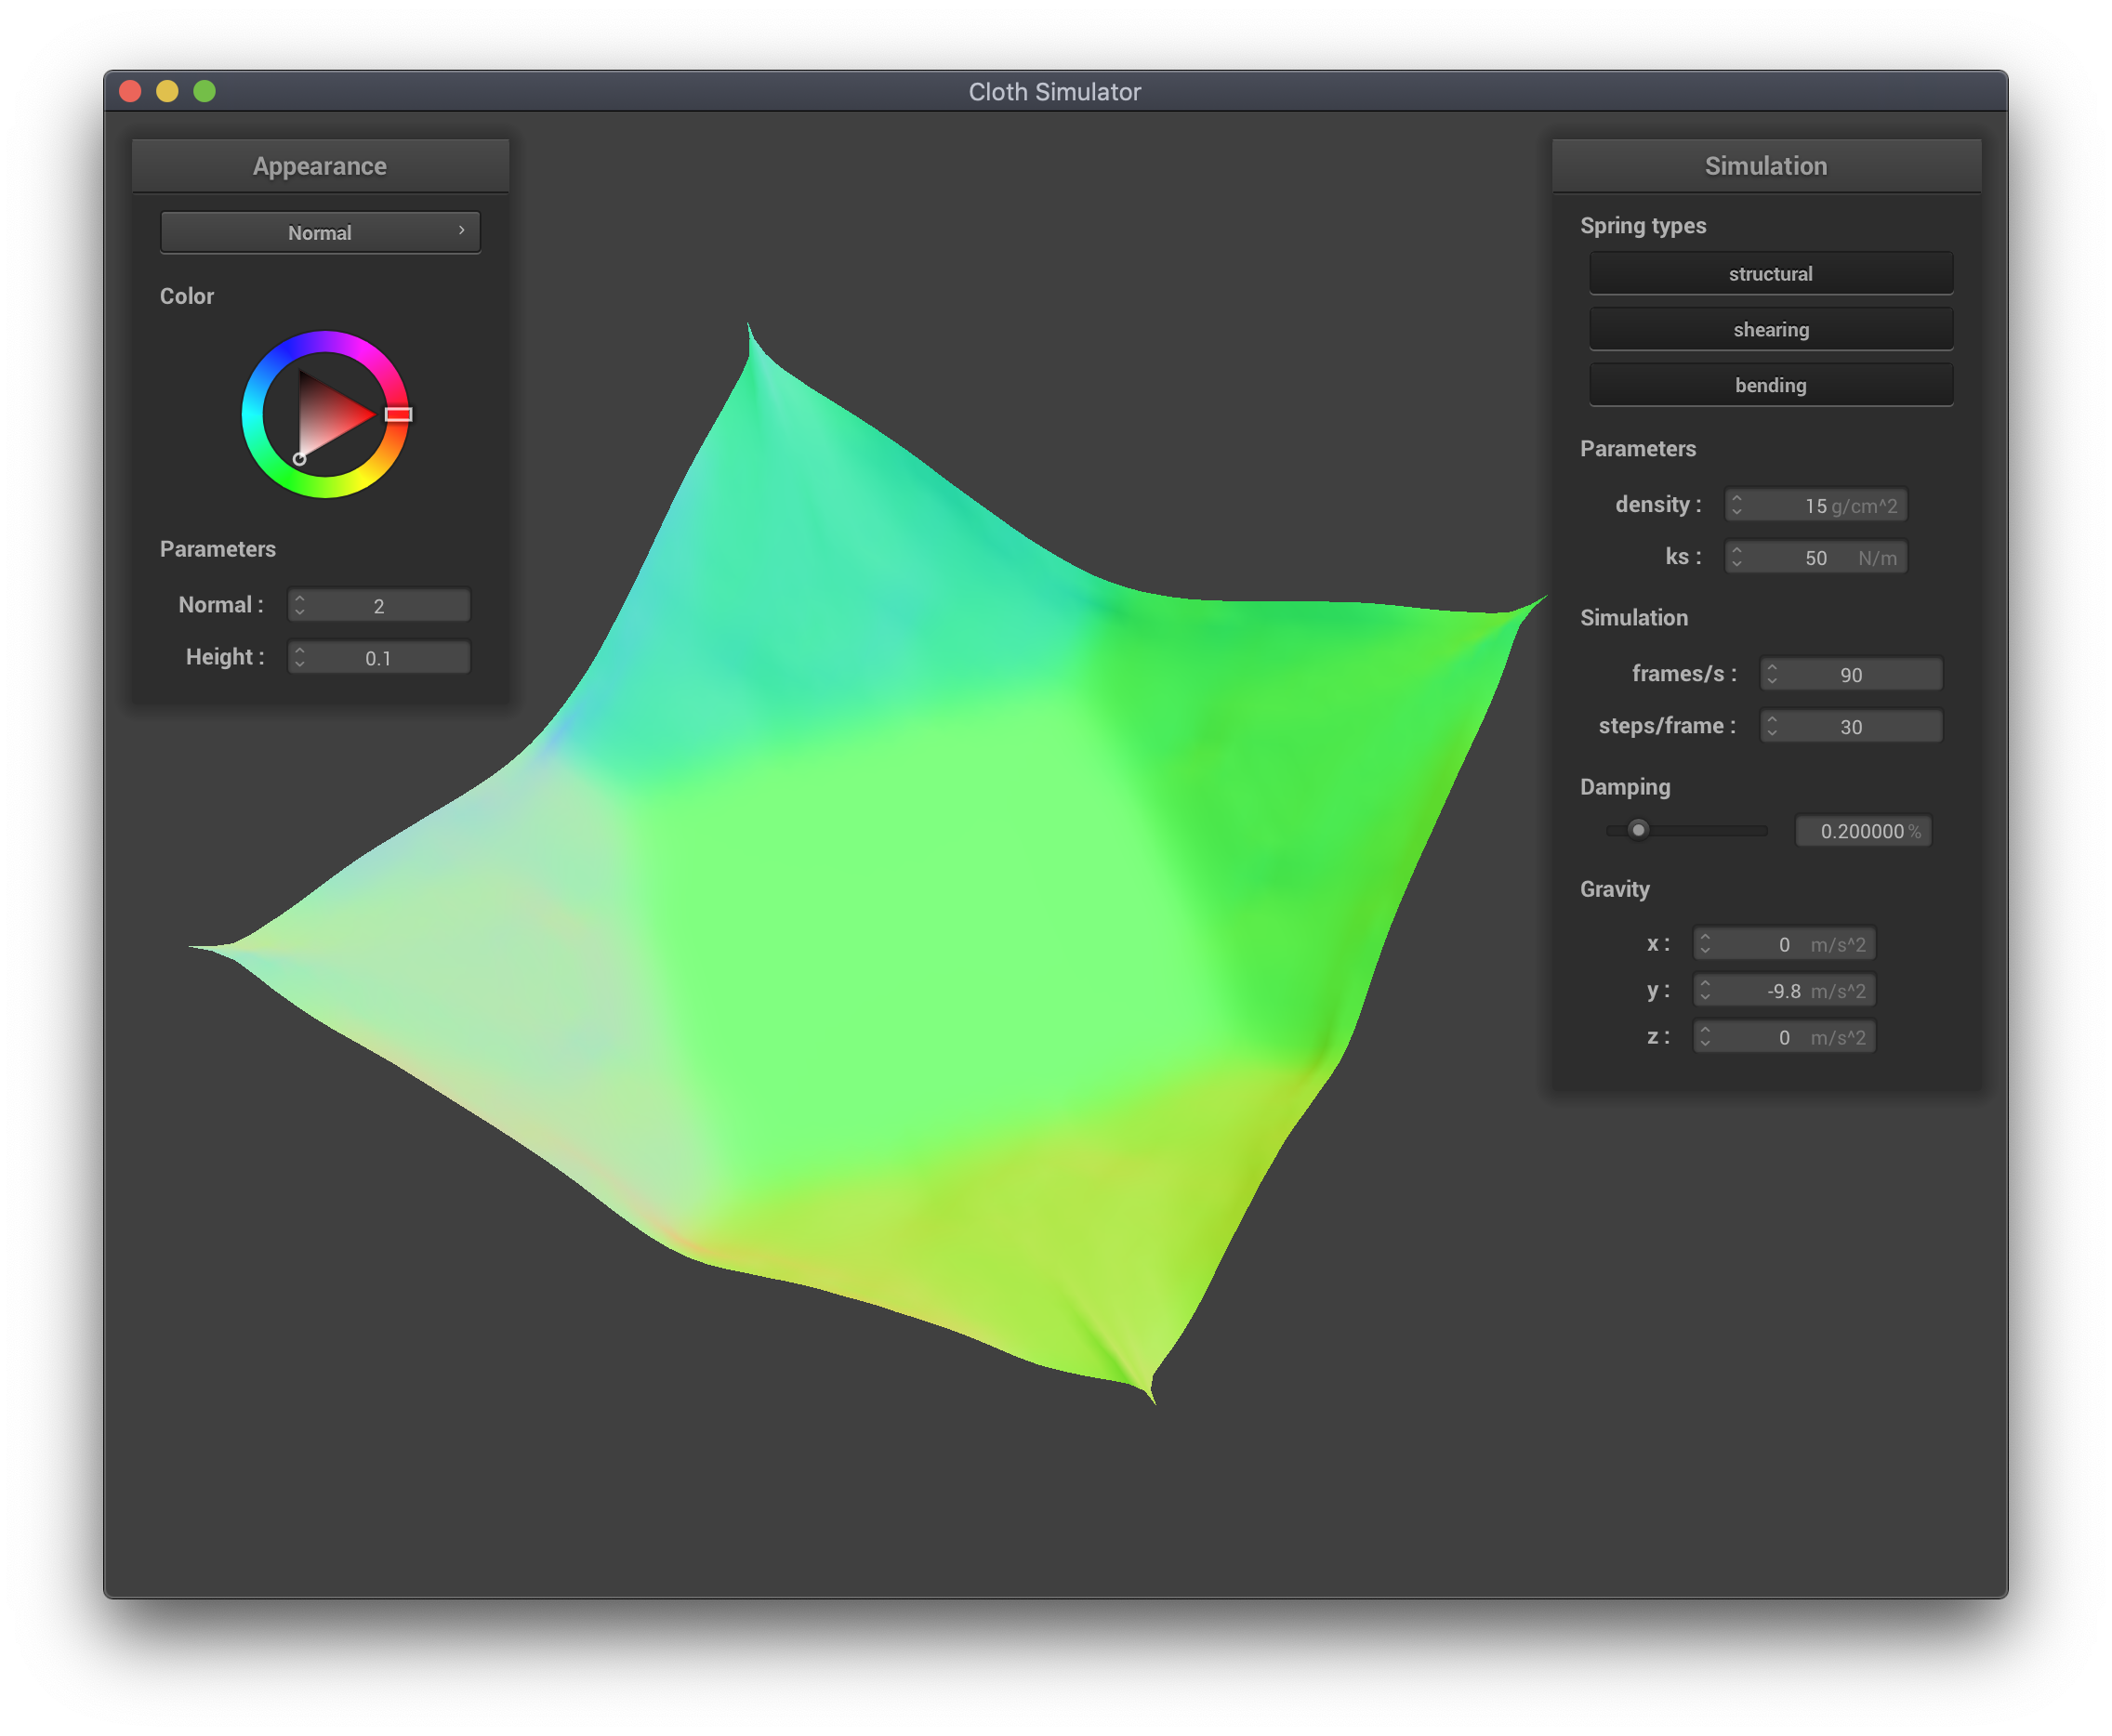 Cloth Simulator
Appearance
Normal
Color
Parameters
Normal : 2
Height : 0.1
Simulation
Spring types
structural
shearing
bending
Parameters
density : 15 g/cm^2
ks : 50 N/m
Simulation
frames/s : 90
steps/frame : 30
Damping
0.200000 %
Gravity
x : 0 m/s^2
y : -9.8 m/s^2
z : 0 m/s^2